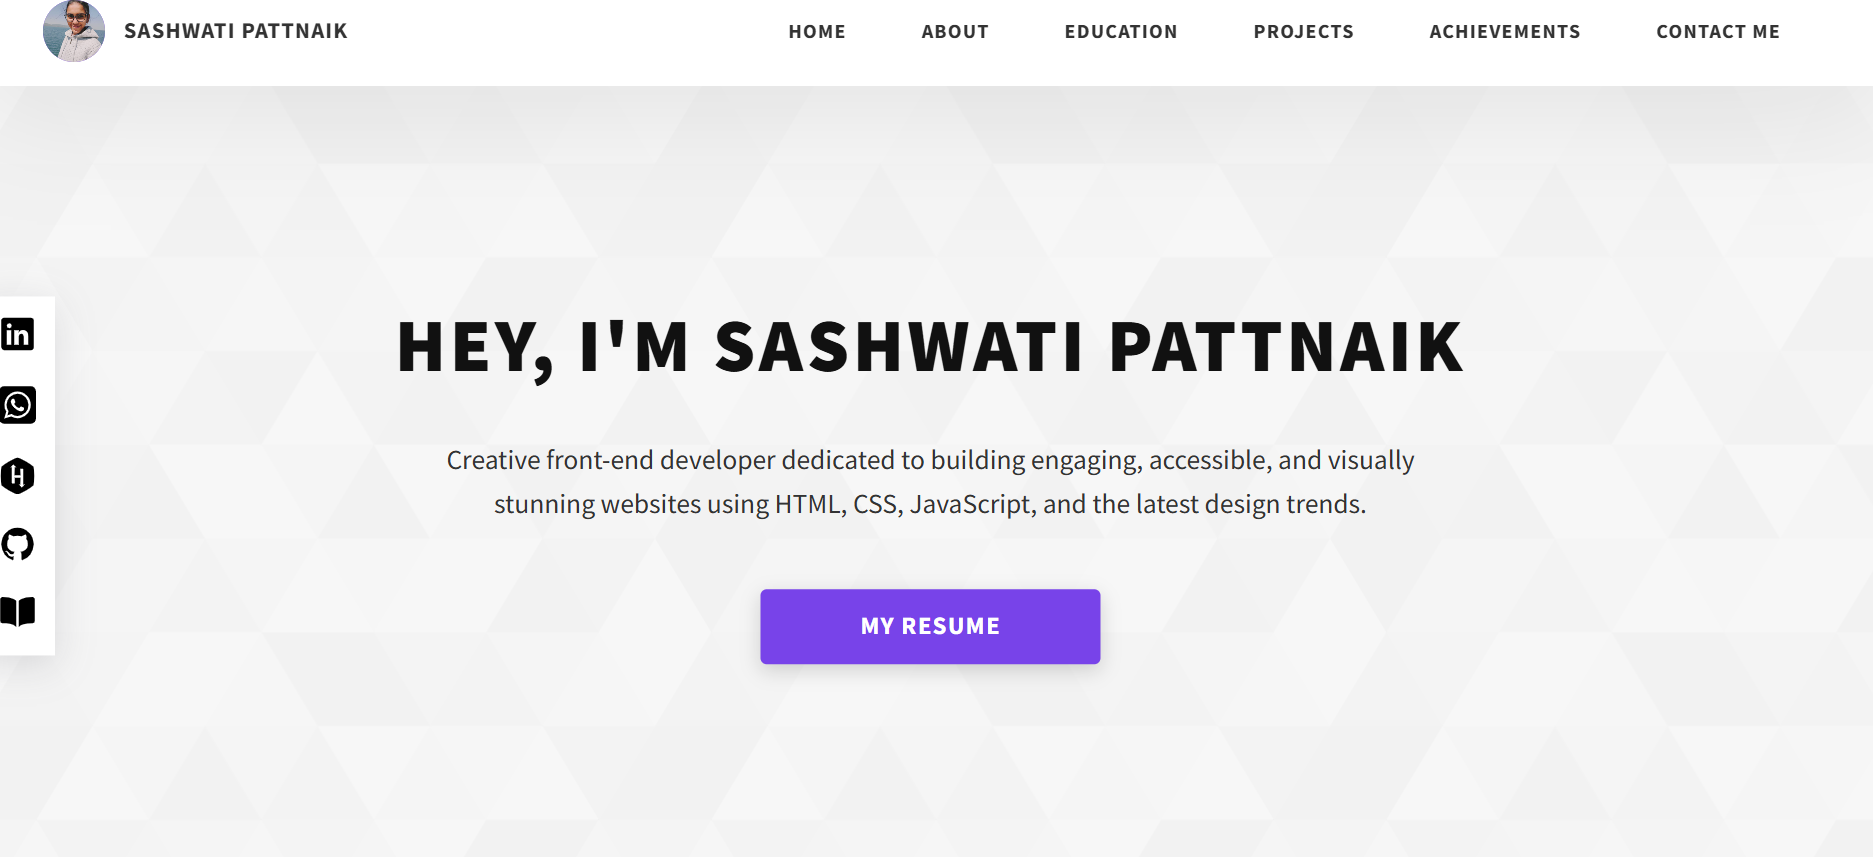 SASHWATI PATTNAIK
HOME ABOUT EDUCATION PROJECTS ACHIEVEMENTS CONTACT ME
in
H
HEY, I'M SASHWATI PATTNAIK
Creative front-end developer dedicated to building engaging, accessible, and visually
stunning websites using HTML, CSS, JavaScript, and the latest design trends.
MY RESUME